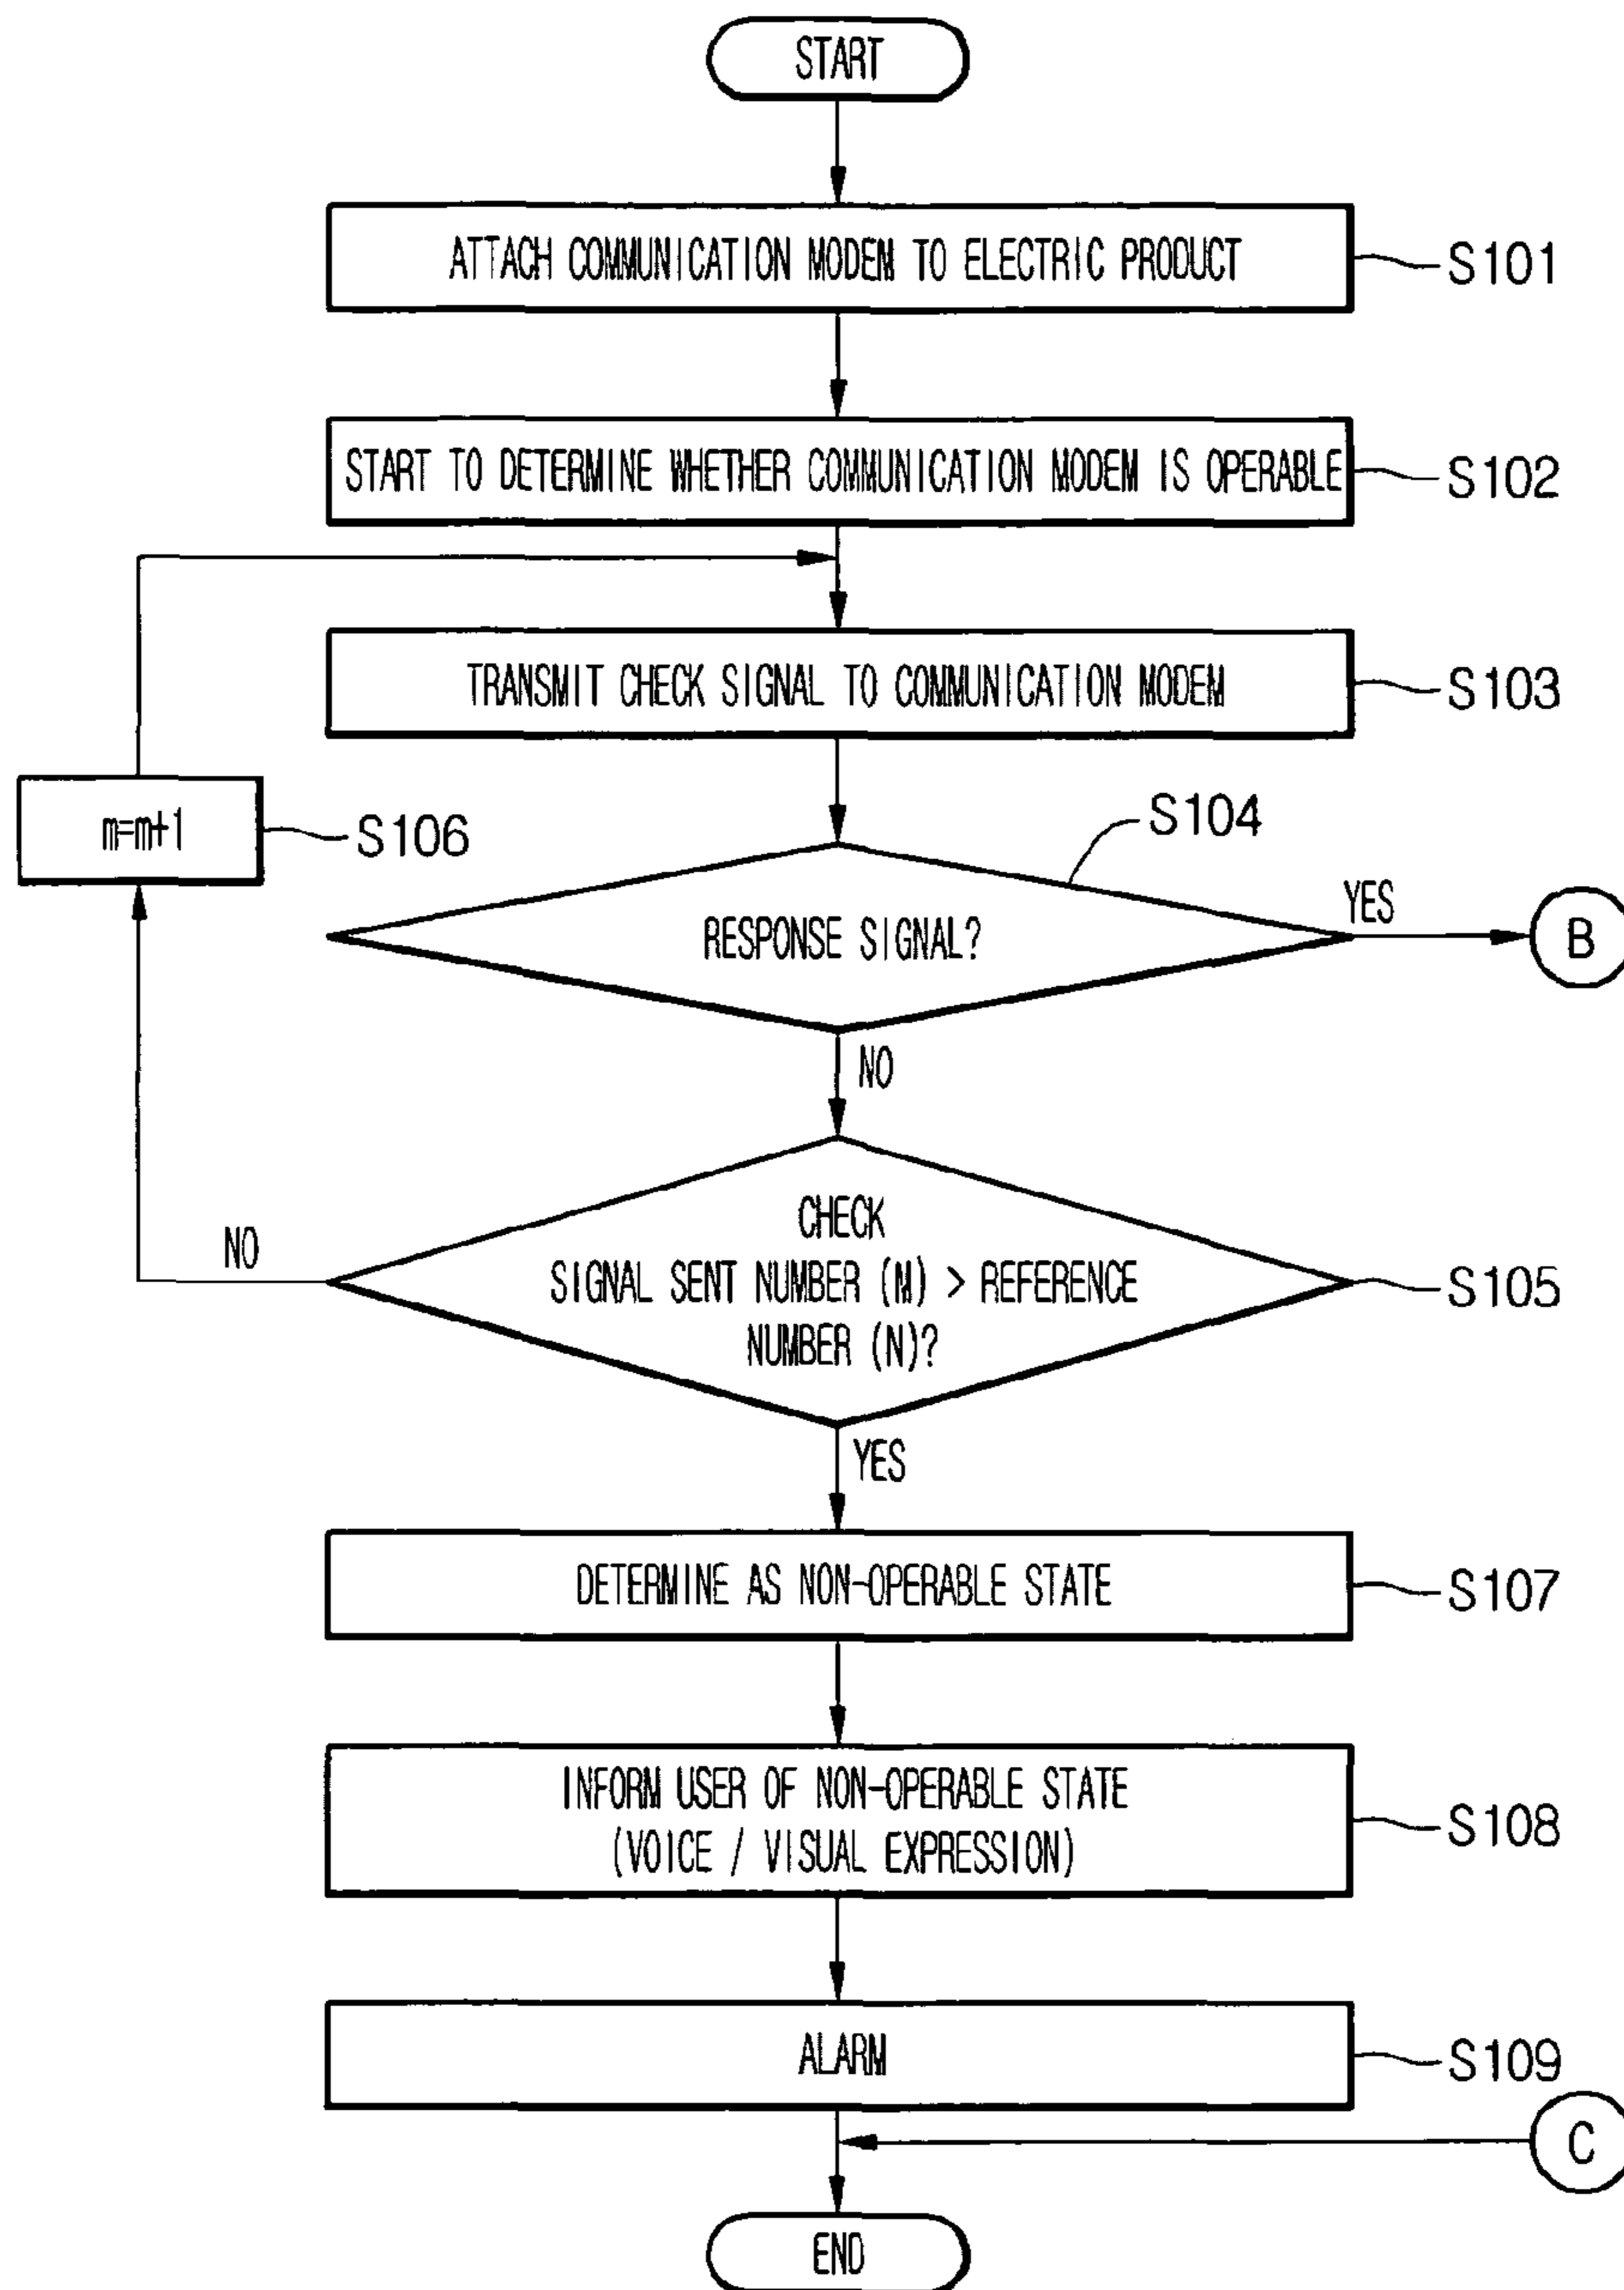 START
ATTACH COMMUNICATION MODEM TO ELECTRIC PRODUCT
S101
START TO DETERMINE WHETHER COMMUNICATION MODEM IS OPERABLE
S102
TRANSMIT CHECK SIGNAL TO COMMUNICATION MODEM
S103
m=m+1
S106
S104
RESPONSE SIGNAL?
YES
B
NO
CHECK
SIGNAL SENT NUMBER (M) > REFERENCE
NUMBER (N)?
S105
NO
YES
DETERMINE AS NON-OPERABLE STATE
S107
INFORM USER OF NON-OPERABLE STATE
(VOICE / VISUAL EXPRESSION)
S108
ALARM
S109
C
END